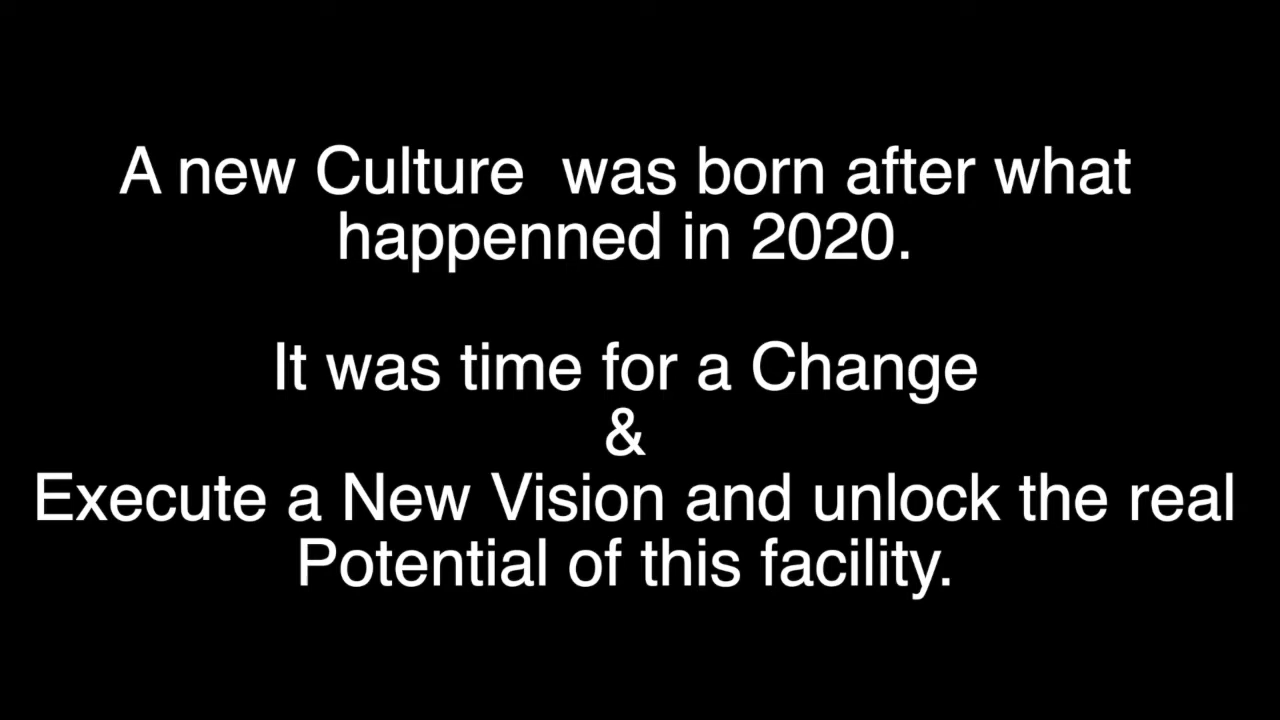 A new Culture  was born after what
happenned in 2020.
It was time for a Change
&
Execute a New Vision and unlock the real
Potential of this facility.